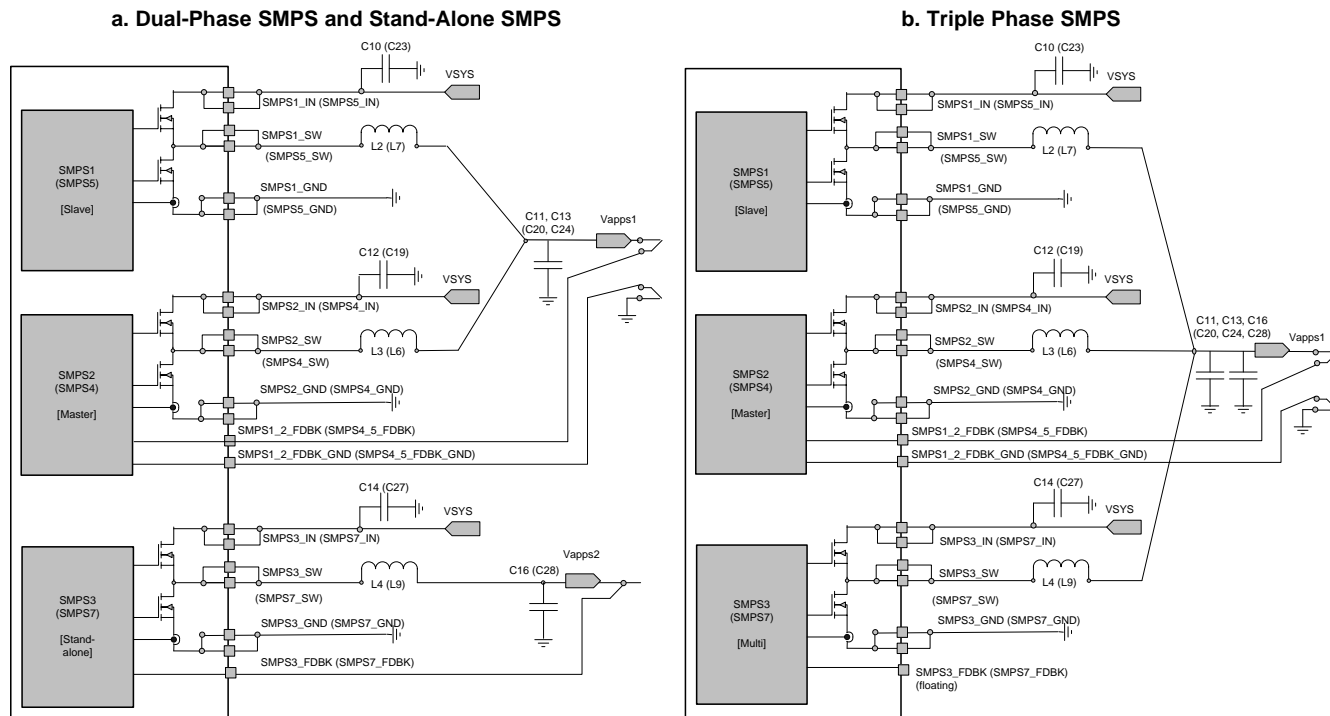 a. Dual-Phase SMPS and Stand-Alone SMPS
C10 (C23)
VSYS
SMPS1_IN (SMPS5_IN)
SMPS1_SW
(SMPS5_SW)
L2 (L7)
SMPS1
(SMPS5)
[Slave]
SMPS1_GND
(SMPS5_GND)
C11, C13
(C20, C24)
Vapps1
C12 (C19)
VSYS
SMPS2_IN (SMPS4_IN)
SMPS2_SW
(SMPS4_SW)
L3 (L6)
SMPS2
(SMPS4)
[Master]
SMPS2_GND (SMPS4_GND)
SMPS1_2_FDBK (SMPS4_5_FDBK)
SMPS1_2_FDBK_GND (SMPS4_5_FDBK_GND)
C14 (C27)
VSYS
SMPS3_IN (SMPS7_IN)
SMPS3_SW
(SMPS7_SW)
L4 (L9)
C16 (C28)
Vapps2
SMPS3
(SMPS7)
[Stand-
alone]
SMPS3_GND (SMPS7_GND)
SMPS3_FDBK (SMPS7_FDBK)
b. Triple Phase SMPS
C10 (C23)
VSYS
SMPS1_IN (SMPS5_IN)
SMPS1_SW
(SMPS5_SW)
L2 (L7)
SMPS1
(SMPS5)
[Slave]
SMPS1_GND
(SMPS5_GND)
C12 (C19)
VSYS
SMPS2_IN (SMPS4_IN)
SMPS2_SW
(SMPS4_SW)
L3 (L6)
C11, C13, C16
(C20, C24, C28)
Vapps1
SMPS2
(SMPS4)
[Master]
SMPS2_GND (SMPS4_GND)
SMPS1_2_FDBK (SMPS4_5_FDBK)
SMPS1_2_FDBK_GND (SMPS4_5_FDBK_GND)
C14 (C27)
VSYS
SMPS3_IN (SMPS7_IN)
SMPS3_SW
(SMPS7_SW)
L4 (L9)
SMPS3
(SMPS7)
[Multi]
SMPS3_GND (SMPS7_GND)
SMPS3_FDBK (SMPS7_FDBK)
(floating)